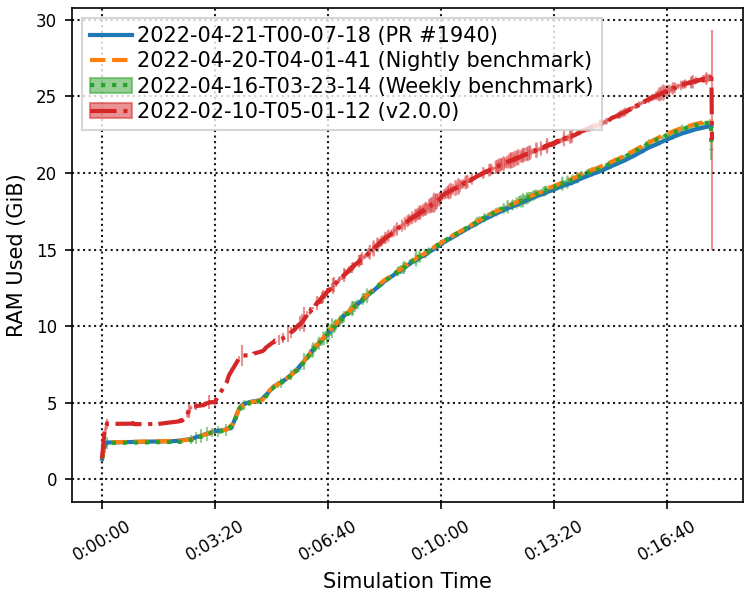 30
25
20
15
10
5
0
RAM Used (GiB)
2022-04-21-T00-07-18 (PR #1940)
2022-04-20-T04-01-41 (Nightly benchmark)
2022-04-16-T03-23-14 (Weekly benchmark)
2022-02-10-T05-01-12 (v2.0.0)
0:00:00
0:03:20
0:06:40
0:10:00
0:13:20
0:16:40
Simulation Time